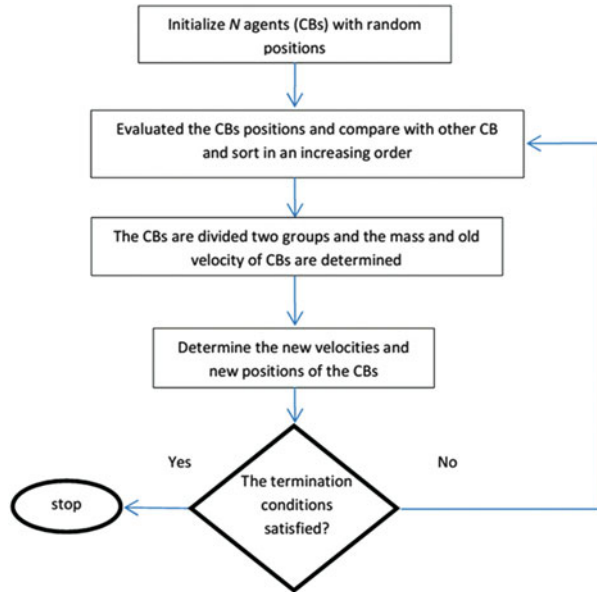 Initialize N agents (CBs) with random
positions
Evaluated the CBs positions and compare with other CB
and sort in an increasing order
The CBs are divided two groups and the mass and old
velocity of CBs are determined
Determine the new velocities and
new positions of the CBs
Yes
No
The termination
conditions
satisfied?
stop